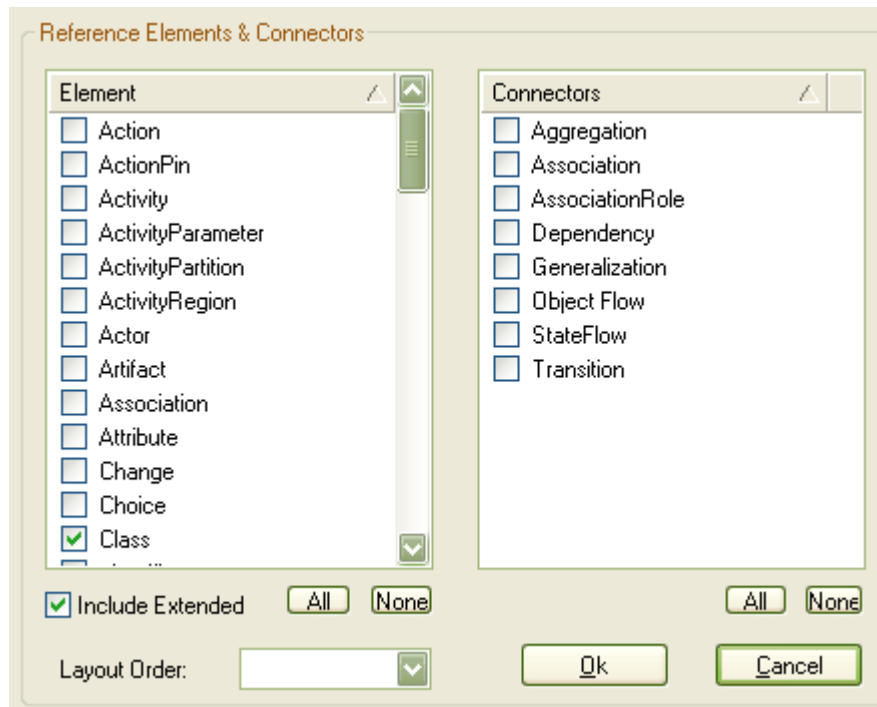 Reference Elements & Connectors
Element
Action
ActionPin
Activity
ActivityParameter
ActivityPartition
ActivityRegion
Actor
Artifact
Association
Attribute
Change
Choice
Class
Include Extended
All
None
Layout Order:
Connectors
Aggregation
Association
AssociationRole
Dependency
Generalization
Object Flow
StateFlow
Transition
All
None
Ok
Cancel